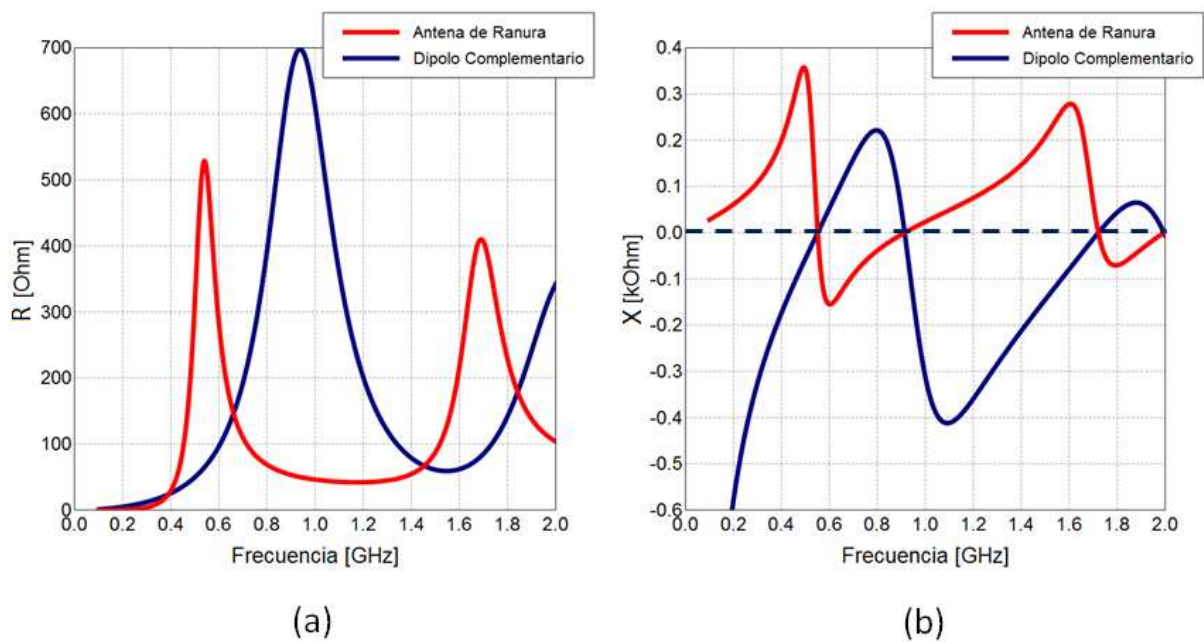 Antena de Ranura
Dipolo Complementario
700
600
500
400
300
200
100
0
R [Ohm]
0.0 0.2 0.4 0.6 0.8 1.0 1.2 1.4 1.6 1.8 2.0
Frecuencia [GHz]
(a)
Antena de Ranura
Dipolo Complementario
0.4
0.3
0.2
0.1
0.0
-0.1
-0.2
-0.3
-0.4
-0.5
-0.6
X [kOhm]
0.0 0.2 0.4 0.6 0.8 1.0 1.2 1.4 1.6 1.8 2.0
Frecuencia [GHz]
(b)